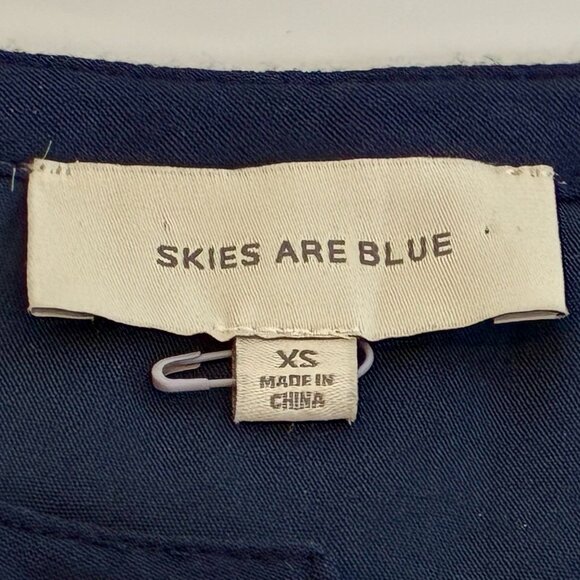 SKIES ARE BLUE
XS
MADE IN
CHINA